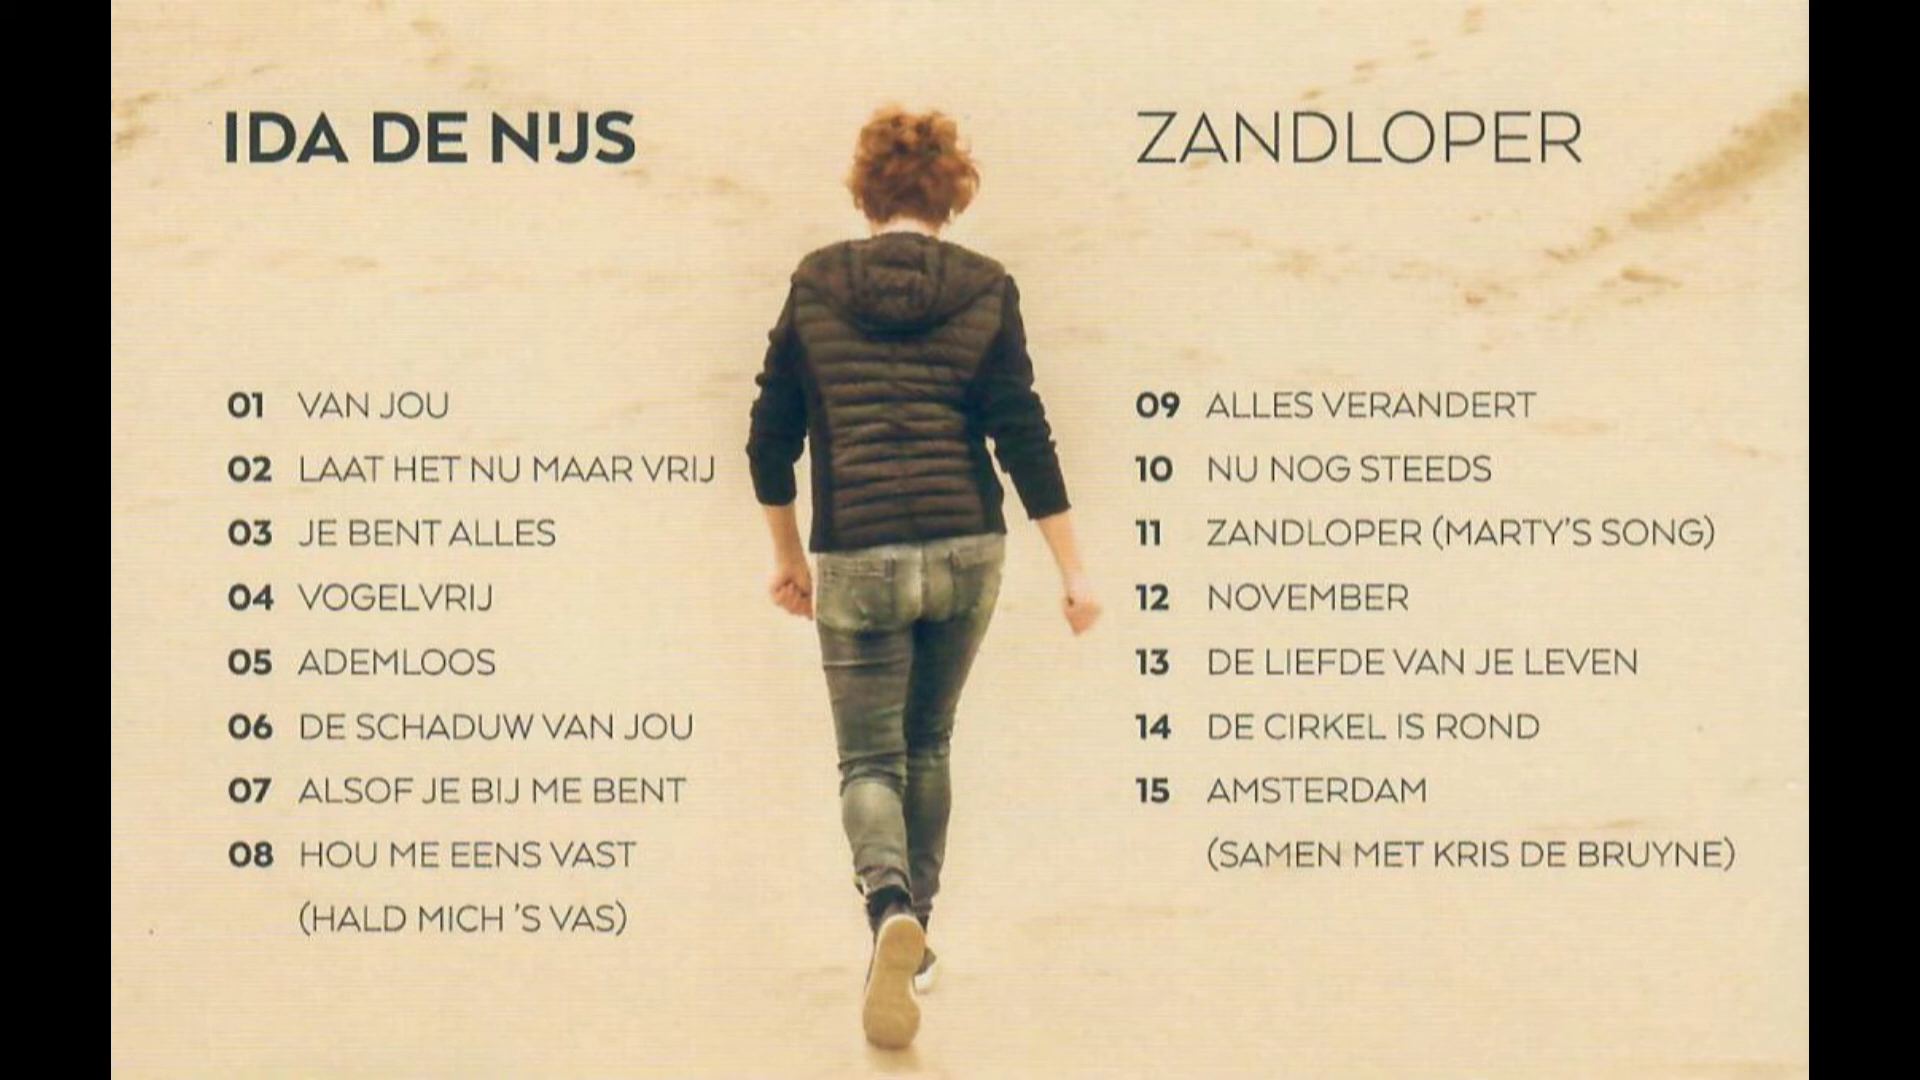 IDA DE NIJS
ZANDLOPER
01 VAN JOU
02 LAAT HET NU MAAR VRIJ
03 JE BENT ALLES
04 VOGELVRIJ
05 ADEMLOOS
06 DE SCHADUW VAN JOU
07 ALSOF JE BIJ ME BENT
08 HOU ME EENS VAST
(HALD MICH 'S VAS)
09 ALLES VERANDERT
10 NU NOG STEEDS
11 ZANDLOPER (MARTY'S SONG)
12 NOVEMBER
13 DE LIEFDE VAN JE LEVEN
14 DE CIRKEL IS ROND
15 AMSTERDAM
(SAMEN MET KRIS DE BRUYNE)